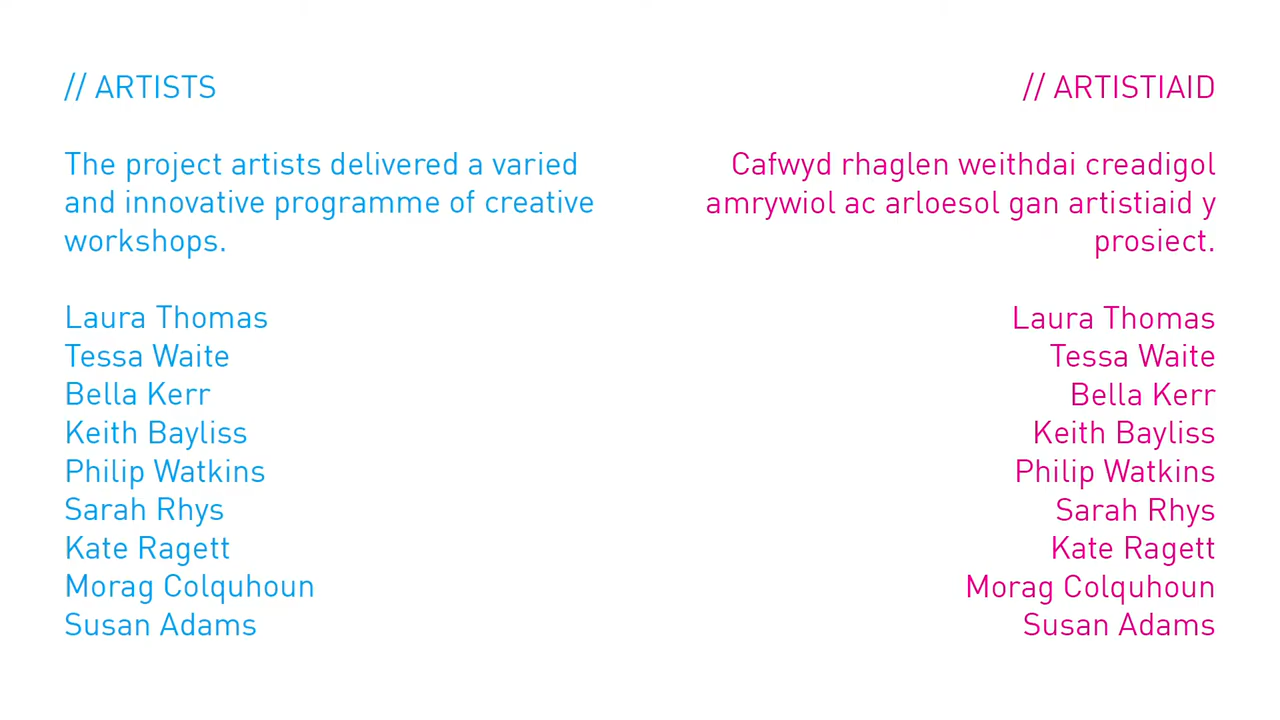 // ARTISTS
The project artists delivered a varied
and innovative programme of creative
workshops.
Laura Thomas
Tessa Waite
Bella Kerr
Keith Bayliss
Philip Watkins
Sarah Rhys
Kate Ragett
Morag Colquhoun
Susan Adams
// ARTISTIAID
Cafwyd rhaglen weithdai creadigol
amrywiol ac arloesol gan artistiaid y
prosiect.
Laura Thomas
Tessa Waite
Bella Kerr
Keith Bayliss
Philip Watkins
Sarah Rhys
Kate Ragett
Morag Colquhoun
Susan Adams